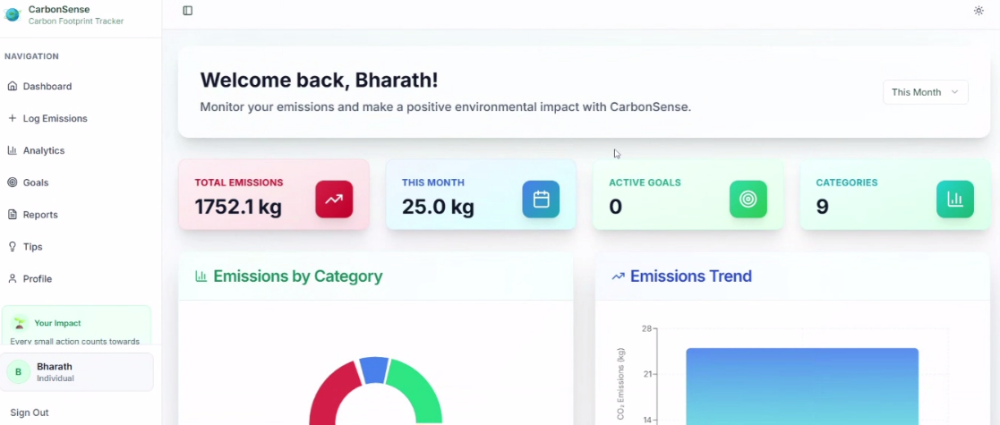 CarbonSense
Carbon Footprint Tracker
NAVIGATION
Dashboard
Log Emissions
Analytics
Goals
Reports
Tips
Profile
Your Impact
Every small action counts towards
B
Bharath
Individual
Sign Out
Welcome back, Bharath!
Monitor your emissions and make a positive environmental impact with CarbonSense.
This Month
TOTAL EMISSIONS
1752.1 kg
THIS MONTH
25.0 kg
ACTIVE GOALS
0
CATEGORIES
9
Emissions by Category
Emissions Trend
28
21
14
CO₂ Emissions (kg)